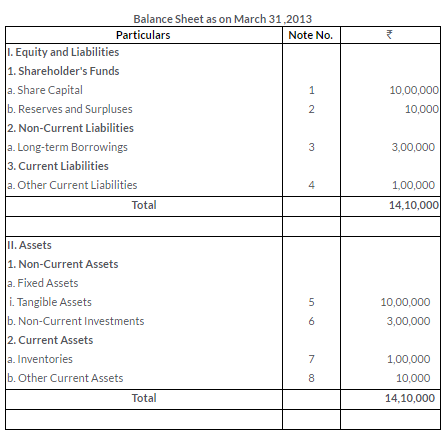 Balance Sheet as on March 31 ,2013
Particulars Note No. ₹
I. Equity and Liabilities
1. Shareholder's Funds
a. Share Capital 1 10,00,000
b. Reserves and Surpluses 2 10,000
2. Non-Current Liabilities
a. Long-term Borrowings 3 3,00,000
3. Current Liabilities
a. Other Current Liabilities 4 1,00,000
Total 14,10,000
II. Assets
1. Non-Current Assets
a. Fixed Assets
i. Tangible Assets 5 10,00,000
b. Non-Current Investments 6 3,00,000
2. Current Assets
a. Inventories 7 1,00,000
b. Other Current Assets 8 10,000
Total 14,10,000